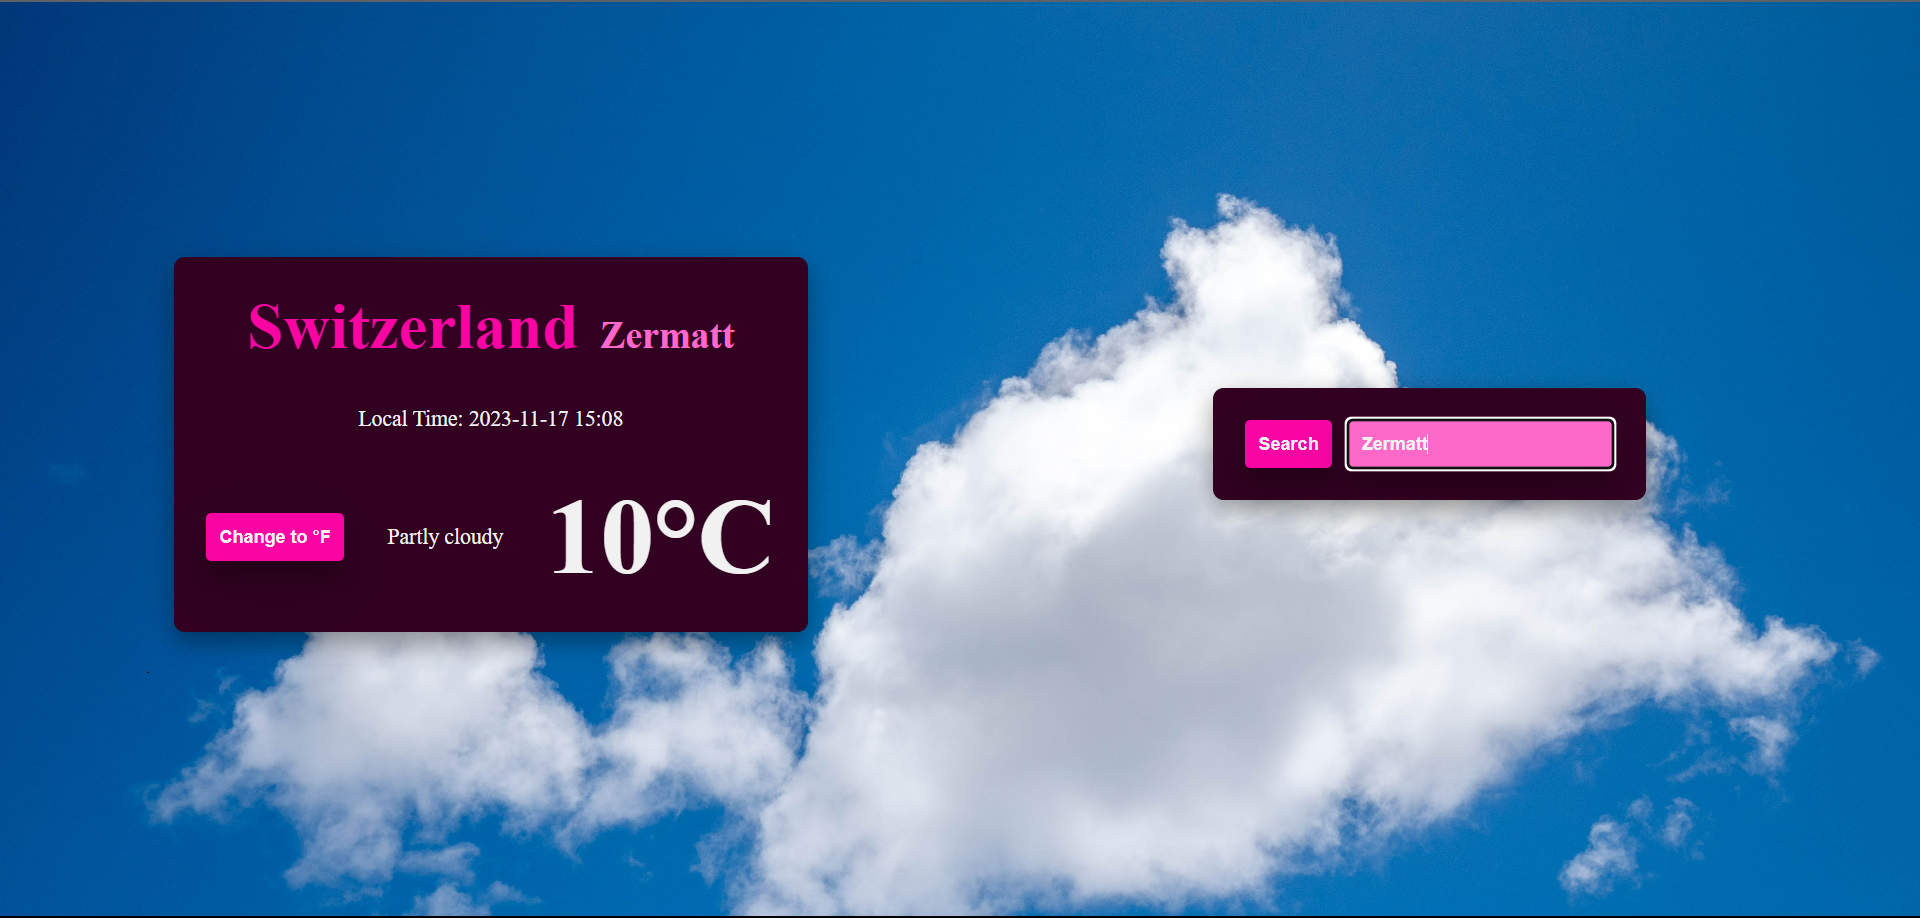 Switzerland Zermatt
Local Time: 2023-11-17 15:08
Change to °F
Partly cloudy
10°C
Search
Zermatt